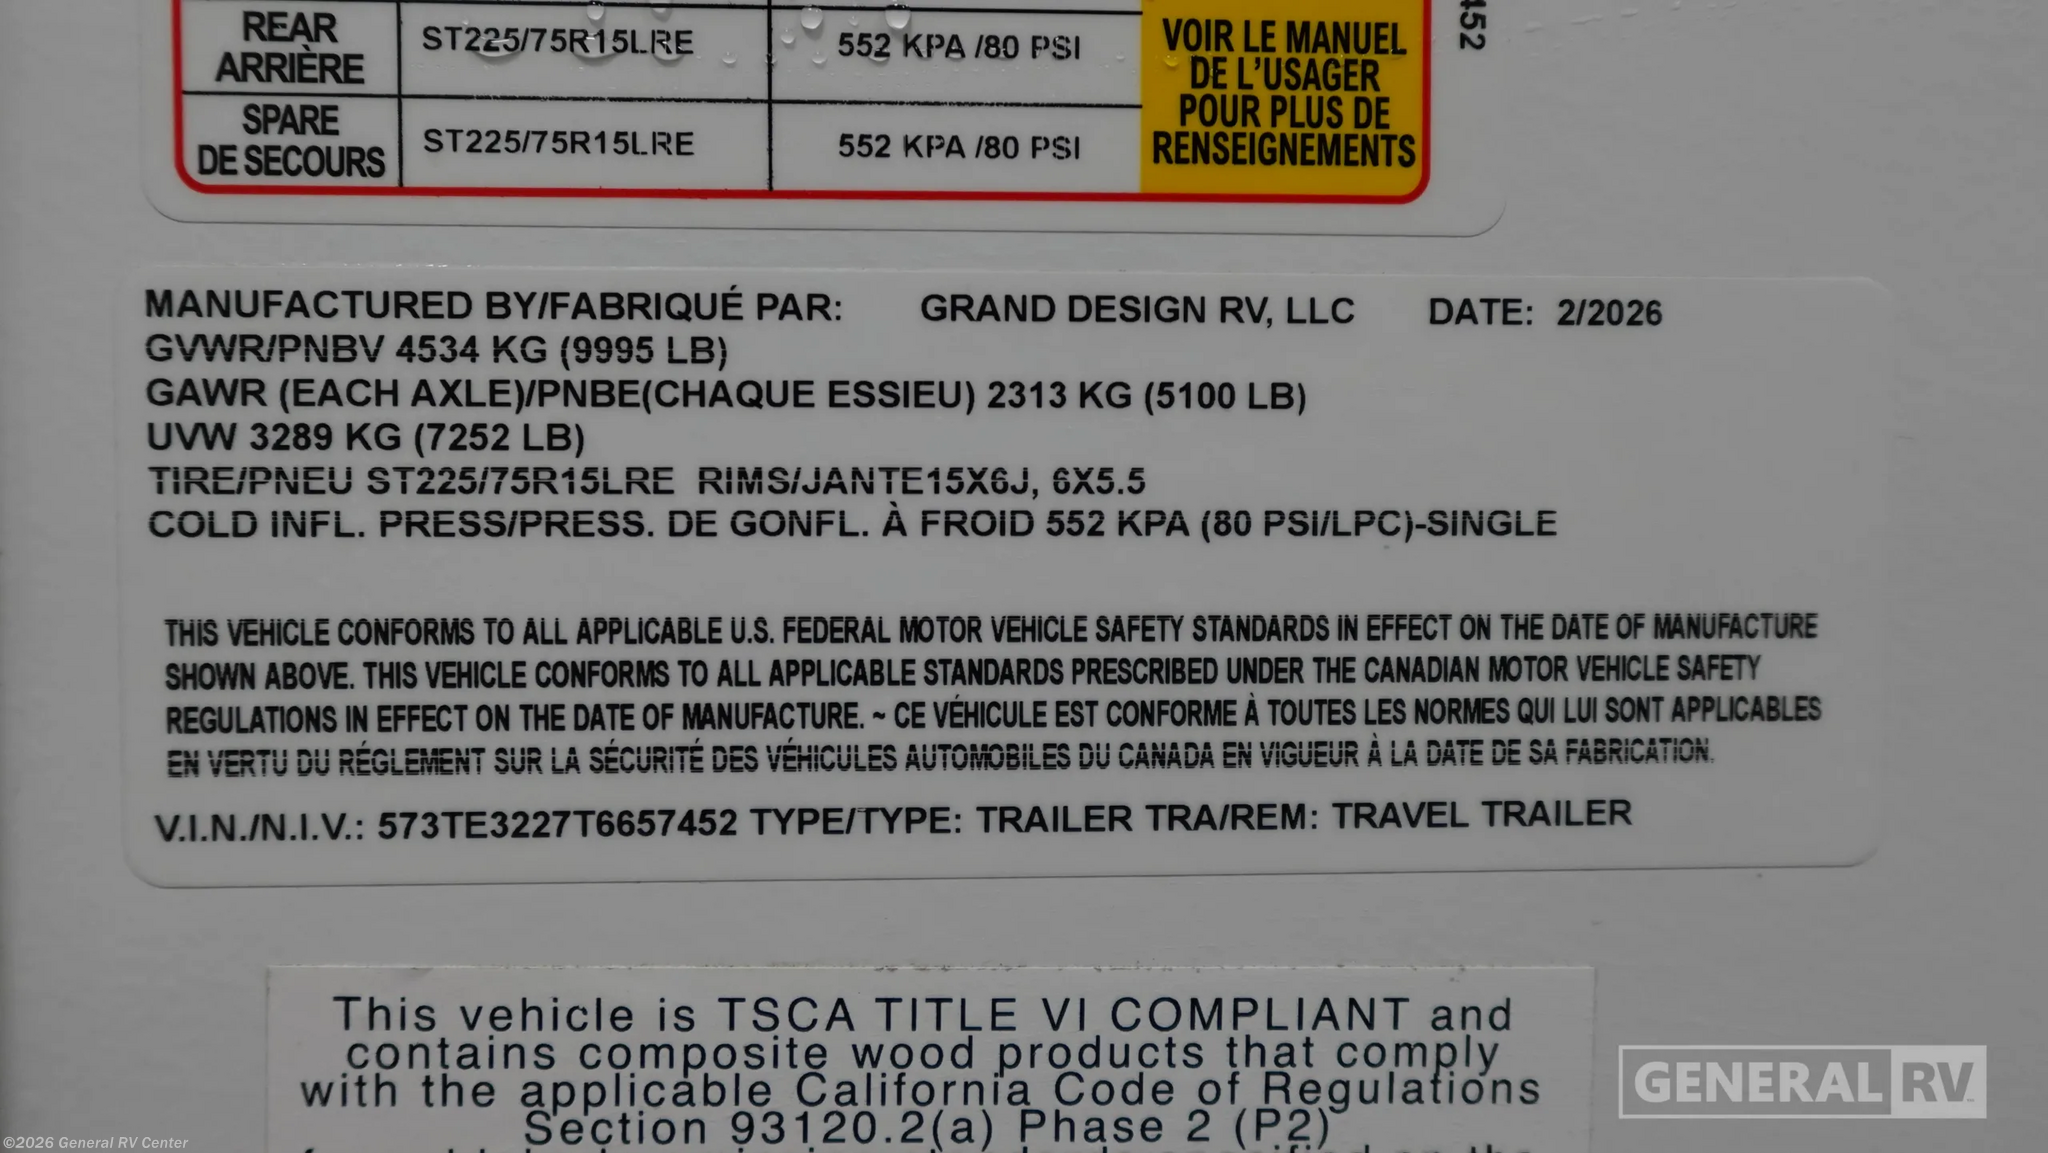 REAR
ARRIÈRE
ST225/75R15LRE
552 KPA /80 PSI
SPARE
DE SECOURS
ST225/75R15LRE
552 KPA /80 PSI
VOIR LE MANUEL
DE L'USAGER
POUR PLUS DE
RENSEIGNEMENTS
452
MANUFACTURED BY/FABRIQUÉ PAR: GRAND DESIGN RV, LLC DATE: 2/2026
GVWR/PNBV 4534 KG (9995 LB)
GAWR (EACH AXLE)/PNBE(CHAQUE ESSIEU) 2313 KG (5100 LB)
UVW 3289 KG (7252 LB)
TIRE/PNEU ST225/75R15LRE RIMS/JANTE15X6J, 6X5.5
COLD INFL. PRESS/PRESS. DE GONFL. À FROID 552 KPA (80 PSI/LPC)-SINGLE
THIS VEHICLE CONFORMS TO ALL APPLICABLE U.S. FEDERAL MOTOR VEHICLE SAFETY STANDARDS IN EFFECT ON THE DATE OF MANUFACTURE
SHOWN ABOVE. THIS VEHICLE CONFORMS TO ALL APPLICABLE STANDARDS PRESCRIBED UNDER THE CANADIAN MOTOR VEHICLE SAFETY
REGULATIONS IN EFFECT ON THE DATE OF MANUFACTURE. ~ CE VÉHICULE EST CONFORME À TOUTES LES NORMES QUI LUI SONT APPLICABLES
EN VERTU DU RÉGLEMENT SUR LA SÉCURITÉ DES VÉHICULES AUTOMOBILES DU CANADA EN VIGUEUR À LA DATE DE SA FABRICATION.
V.I.N./N.I.V.: 573TE3227T6657452 TYPE/TYPE: TRAILER TRA/REM: TRAVEL TRAILER
This vehicle is TSCA TITLE VI COMPLIANT and
contains composite wood products that comply
with the applicable California Code of Regulations
Section 93120.2(a) Phase 2 (P2)
GENERAL RV
©2026 General RV Center